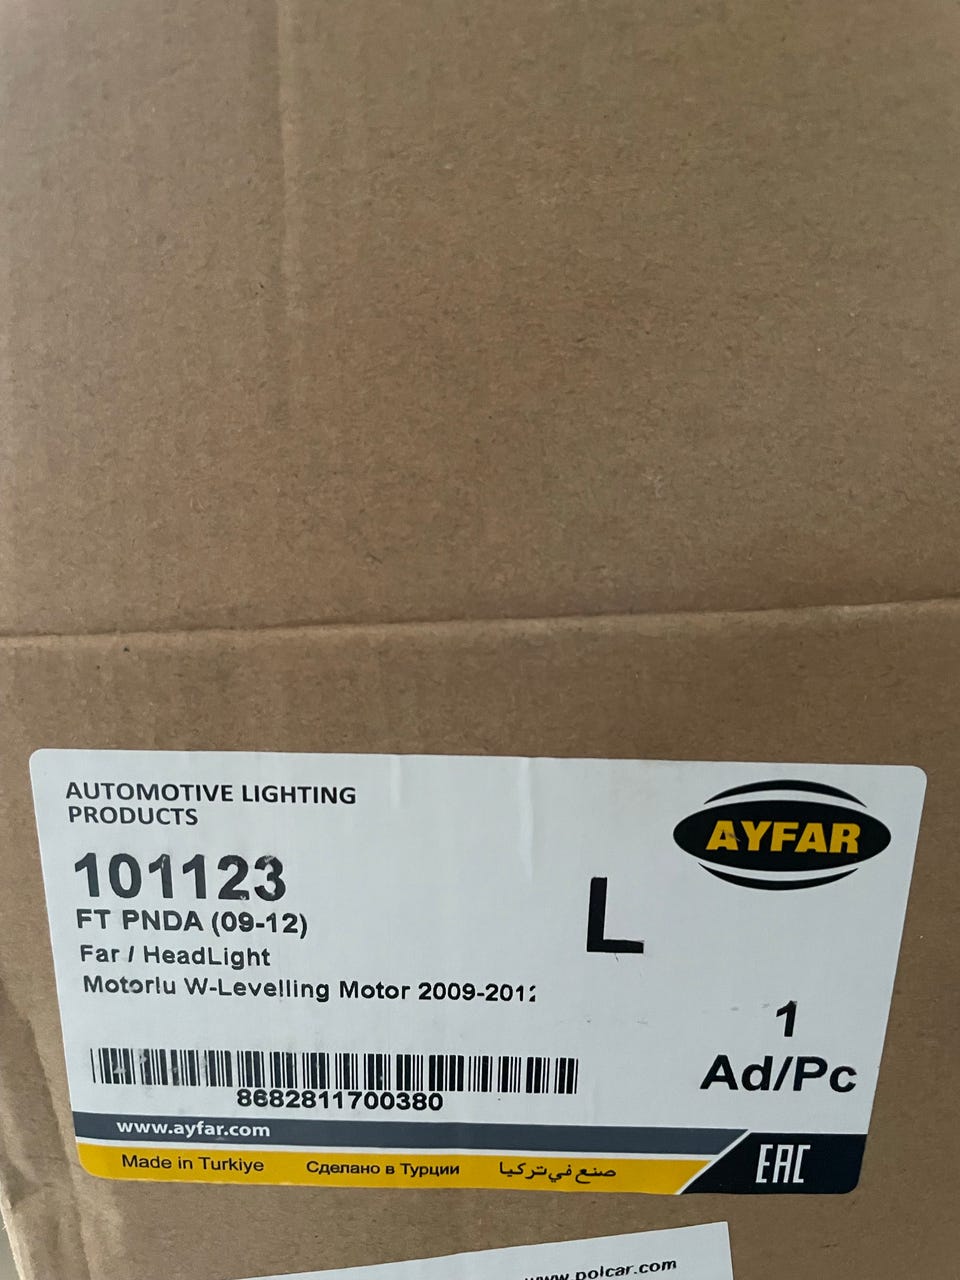 AUTOMOTIVE LIGHTING
PRODUCTS
AYFAR
101123
FT PNDA (09-12)
L
Far / HeadLight
Motorlu W-Levelling Motor 2009-2012
1
Ad/Pc
8682811700380
www.ayfar.com
Made in Turkiye Сделано в Турции صنع في تركيا
EAC
www.polcar.com